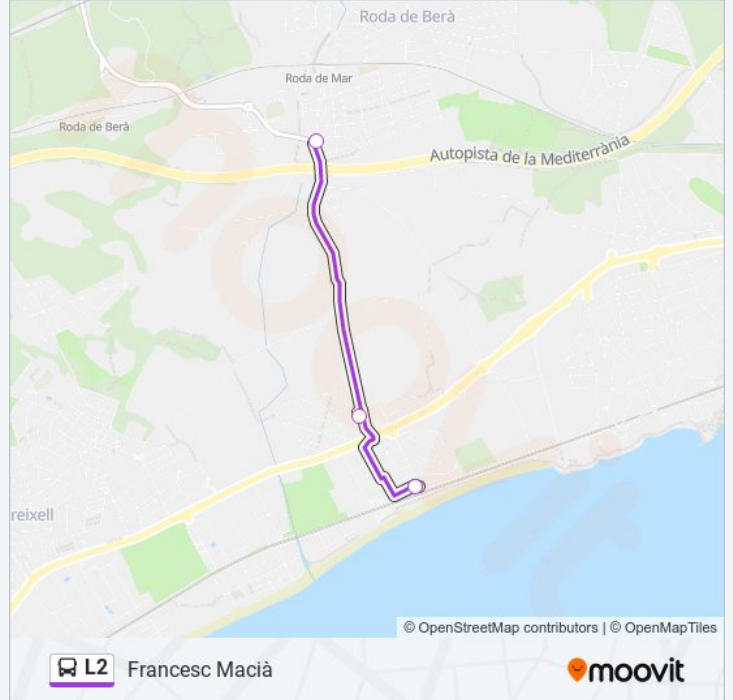 Roda de Berà
Roda de Mar
Roda de Berà
Autopista de la Mediterrània
reixell
© OpenStreetMap contributors | © OpenMapTiles
L2 Francesc Macià
moovit